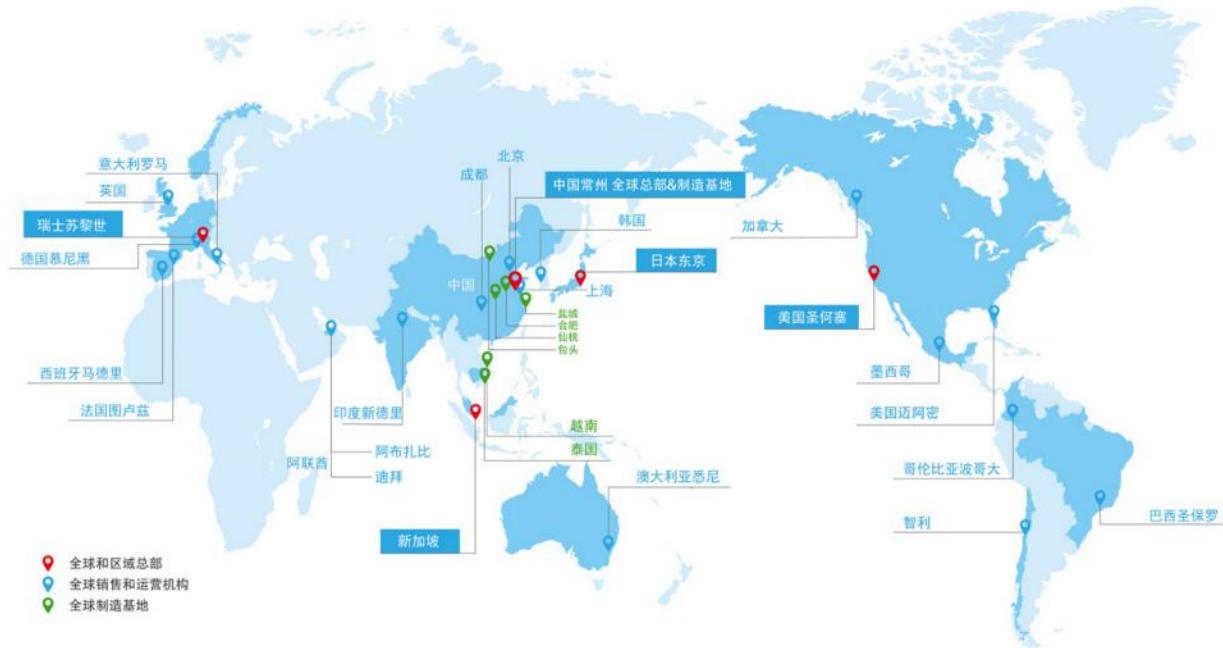 意大利罗马
英国
瑞士苏黎世
德国慕尼黑
西班牙马德里
法国图卢兹
印度新德里
阿联酋
阿布扎比
迪拜
成都
北京
中国常州 全球总部&制造基地
韩国
日本东京
中国
上海
盐城
合肥
仙桃
包头
越南
泰国
新加坡
澳大利亚悉尼
加拿大
美国圣何塞
墨西哥
美国迈阿密
哥伦比亚波哥大
智利
巴西圣保罗
全球和区域总部
全球销售和运营机构
全球制造基地